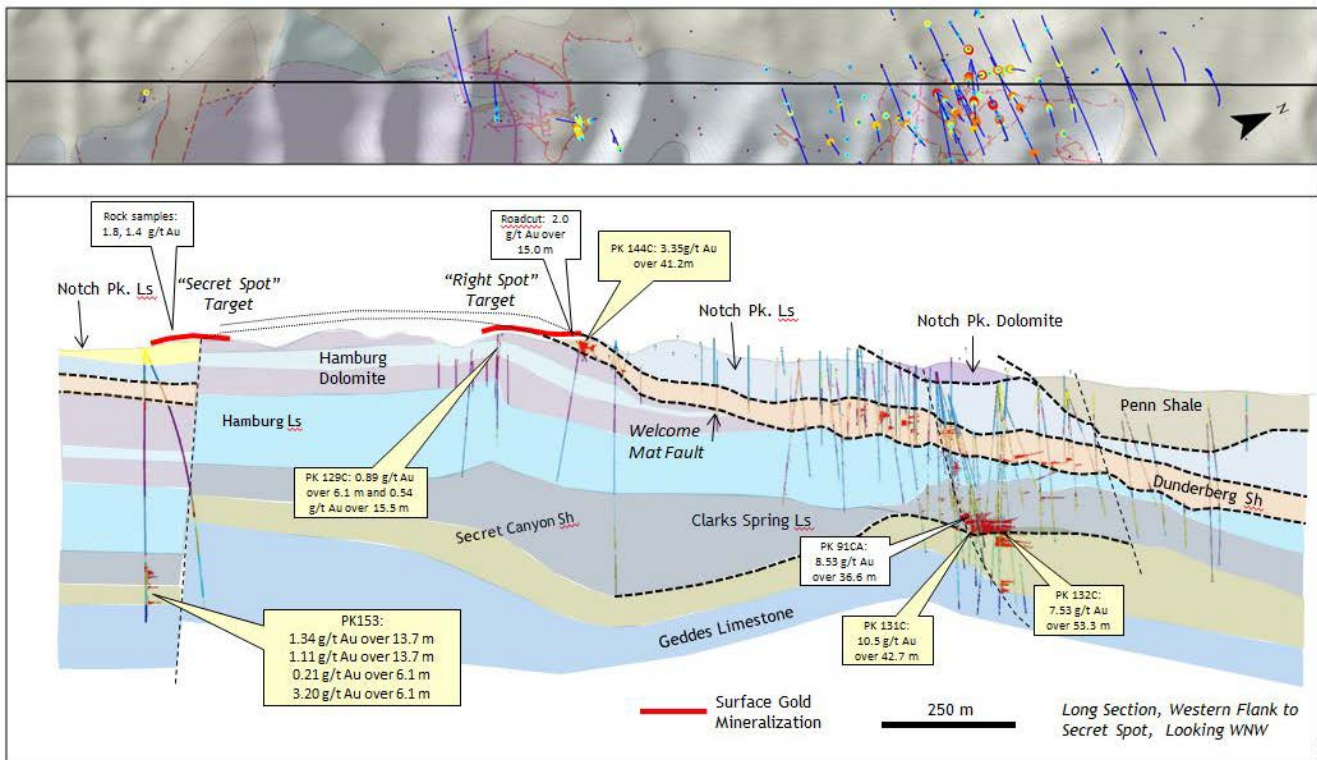 N
Rock samples:
1.8, 1.4 g/t Au
Roadcut: 2.0
g/t Au over
15.0 m
PK 144C: 3.35g/t Au
over 41.2m
Notch Pk. Ls
"Secret Spot"
Target
"Right Spot"
Target
Notch Pk. Ls
Notch Pk. Dolomite
Hamburg
Dolomite
Penn Shale
Hamburg Ls
Welcome
Mat Fault
PK 129C: 0.89 g/t Au
over 6.1 m and 0.54
g/t Au over 15.5 m
Dunderberg Sh
Secret Canyon Sh
Clarks Spring Ls
PK 91CA:
8.53 g/t Au
over 36.6 m
PK 132C:
7.53 g/t Au
over 53.3 m
PK 131C:
10.5 g/t Au
over 42.7 m
Geddes Limestone
PK153:
1.34 g/t Au over 13.7 m
1.11 g/t Au over 13.7 m
0.21 g/t Au over 6.1 m
3.20 g/t Au over 6.1 m
Surface Gold
Mineralization
250 m
Long Section, Western Flank to
Secret Spot, Looking WNW